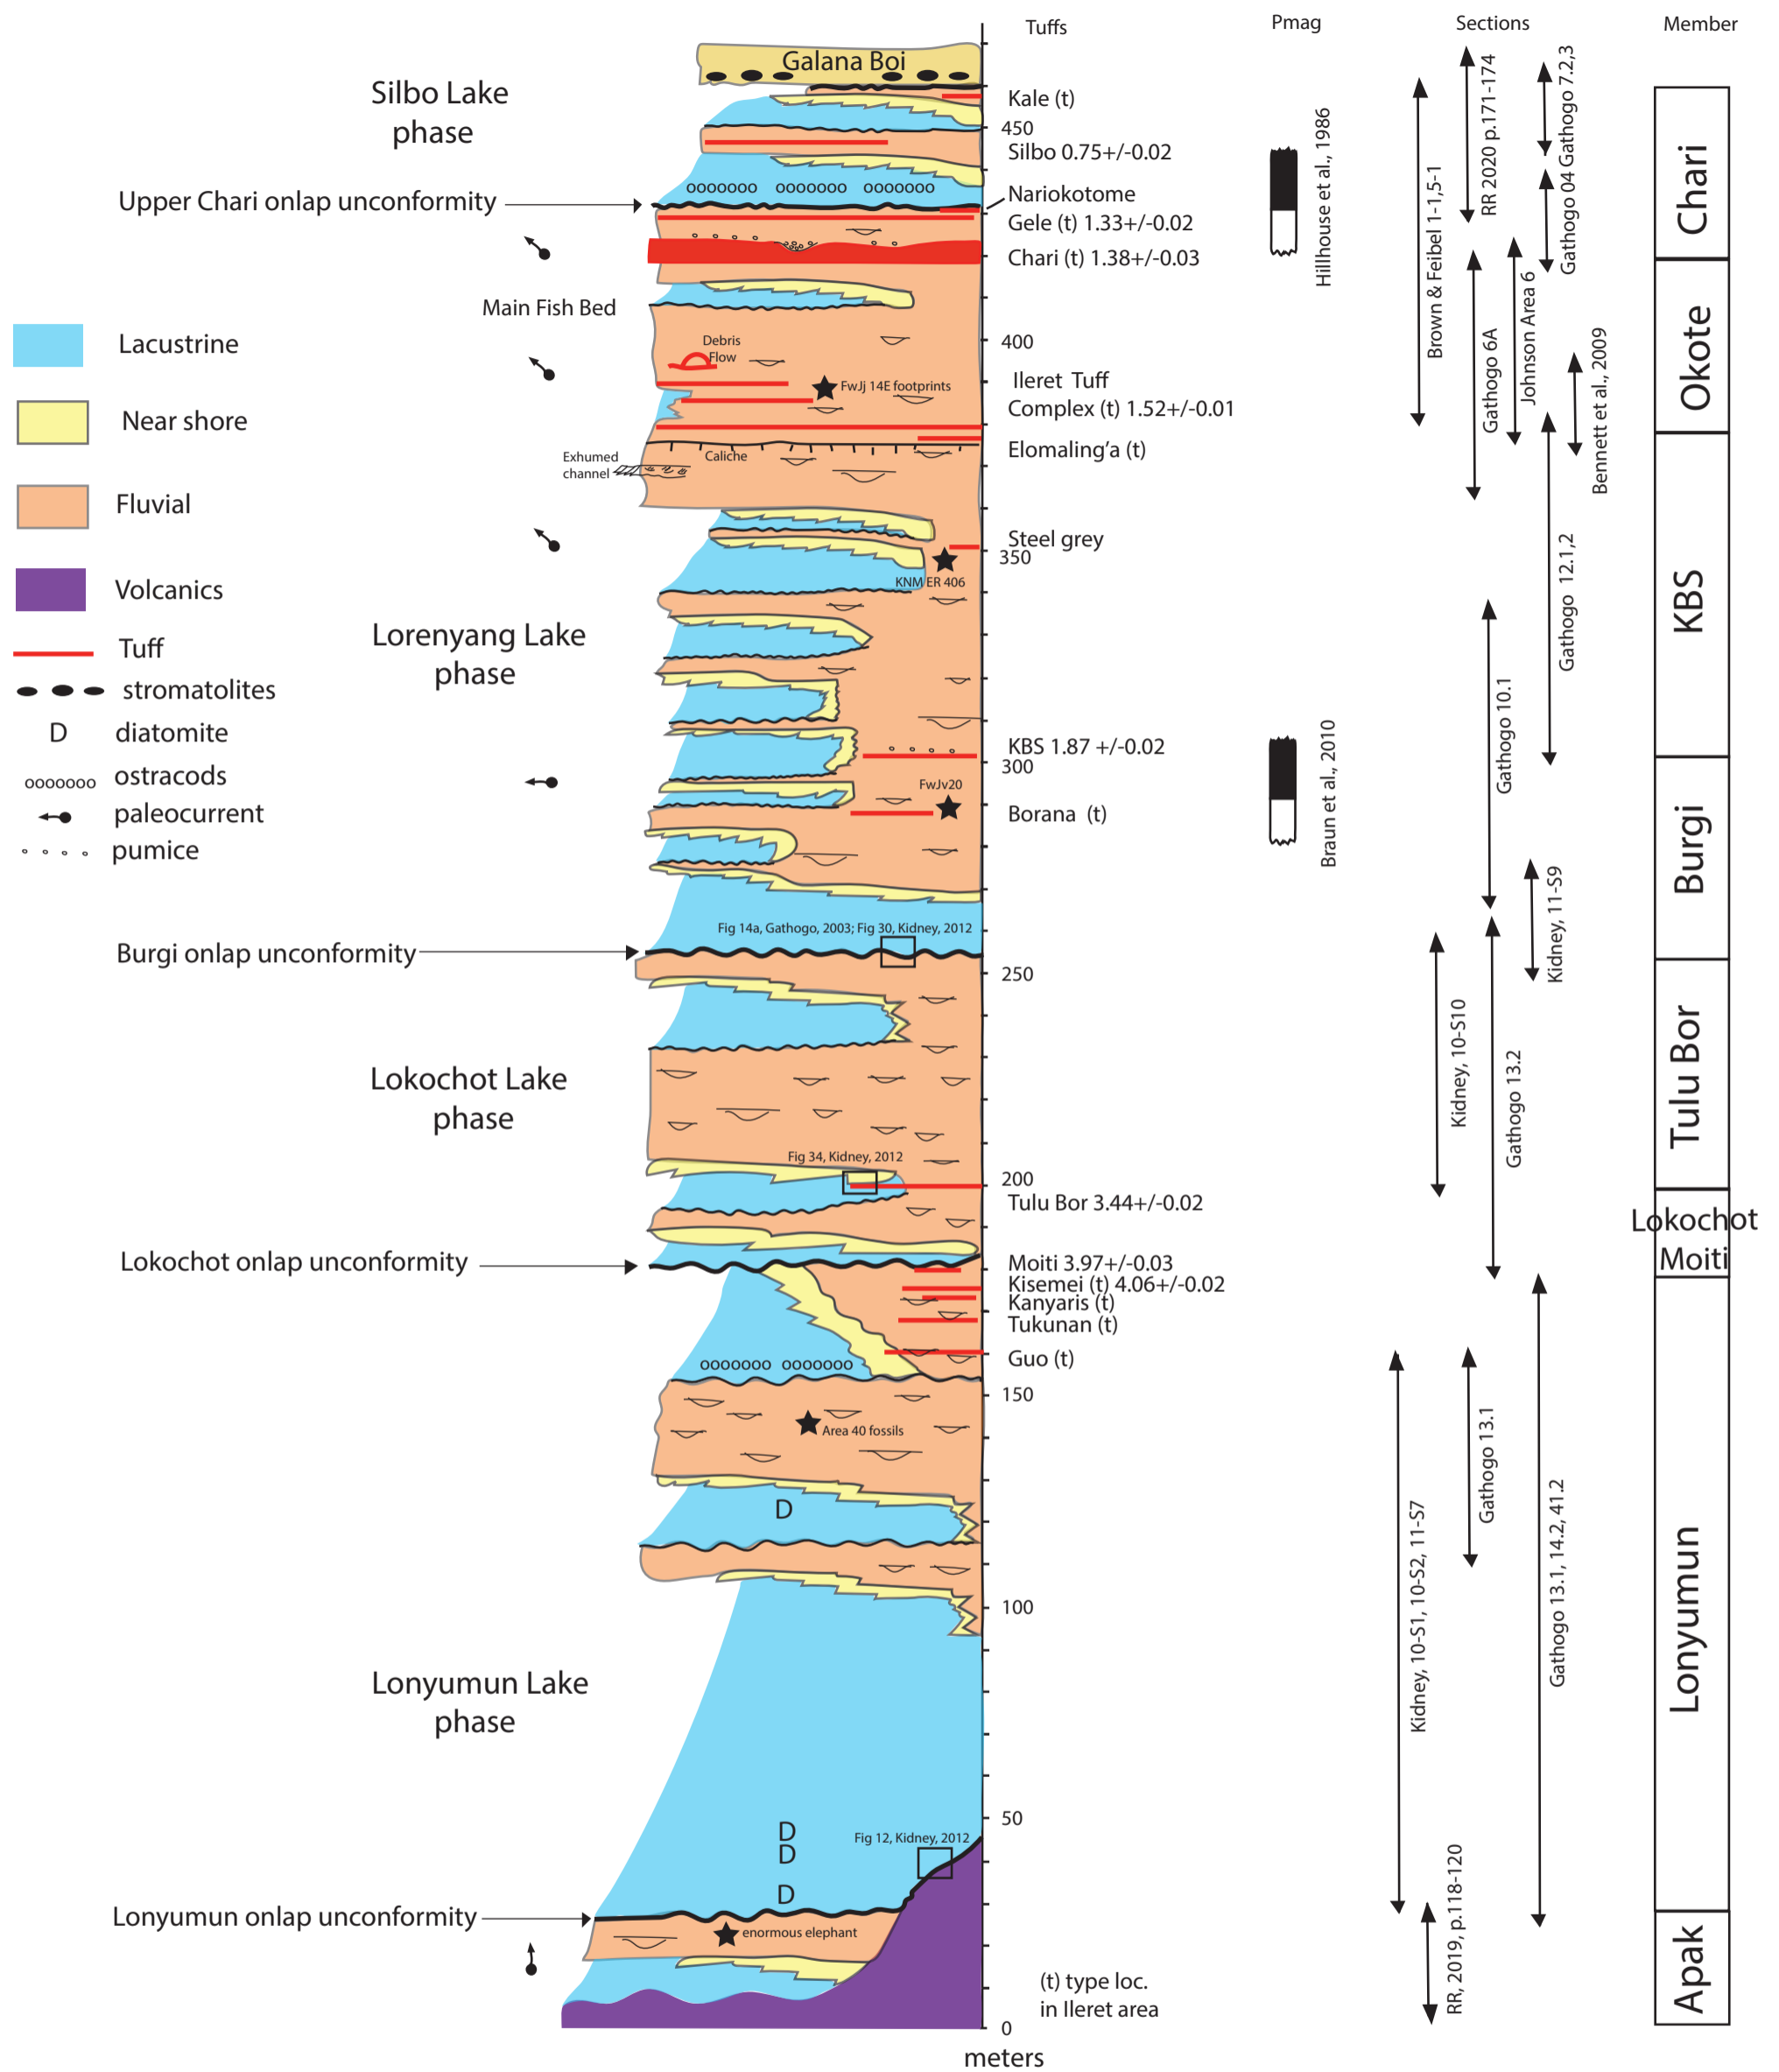 Tuffs
Pmag
Sections
Member
Galana Boi
Silbo Lake
phase
Kale (t)
450
Silbo 0.75+/-0.02
ooooooo ooooooo ooooooo
Upper Chari onlap unconformity
Nariokotome
Gele (t) 1.33+/-0.02
Chari (t) 1.38+/-0.03
Main Fish Bed
Debris
Flow
400
FwJj 14E footprints
Ileret Tuff
Complex (t) 1.52+/-0.01
Elomaling'a (t)
Exhumed
channel
Caliche
Steel grey
350
KNM ER 406
Lorenyang Lake
phase
KBS 1.87 +/-0.02
300
FwJv20
Borana (t)
Fig 14a, Gathogo, 2003; Fig 30, Kidney, 2012
Burgi onlap unconformity
250
Lokochot Lake
phase
Fig 34, Kidney, 2012
200
Tulu Bor 3.44+/-0.02
Lokochot onlap unconformity
Moiti 3.97+/-0.03
Kisemei (t) 4.06+/-0.02
Kanyaris (t)
Tukunan (t)
Guo (t)
ooooooo ooooooo
150
Area 40 fossils
D
100
Lonyumun Lake
phase
50
D
D
D
Fig 12, Kidney, 2012
Lonyumun onlap unconformity
enormous elephant
(t) type loc.
in Ileret area
0
meters
Lacustrine
Near shore
Fluvial
Volcanics
Tuff
stromatolites
D diatomite
ooooooo ostracods
paleocurrent
pumice
Hillhouse et al., 1986
Braun et al., 2010
Brown & Feibel 1-1,5-1
RR 2020 p.171-174
Gathogo 7.2,3
Gathogo 04
Gathogo 6A
Johnson Area 6
Bennett et al., 2009
Gathogo 12.1,2
Gathogo 10.1
Kidney, 11-S9
Kidney, 10-S10
Gathogo 13.2
Gathogo 13.1
Kidney, 10-S1, 10-S2, 11-S7
Gathogo 13.1, 14.2, 41.2
RR, 2019, p.118-120
Chari
Okote
KBS
Burgi
Tulu Bor
Lokochot
Moiti
Lonyumun
Apak